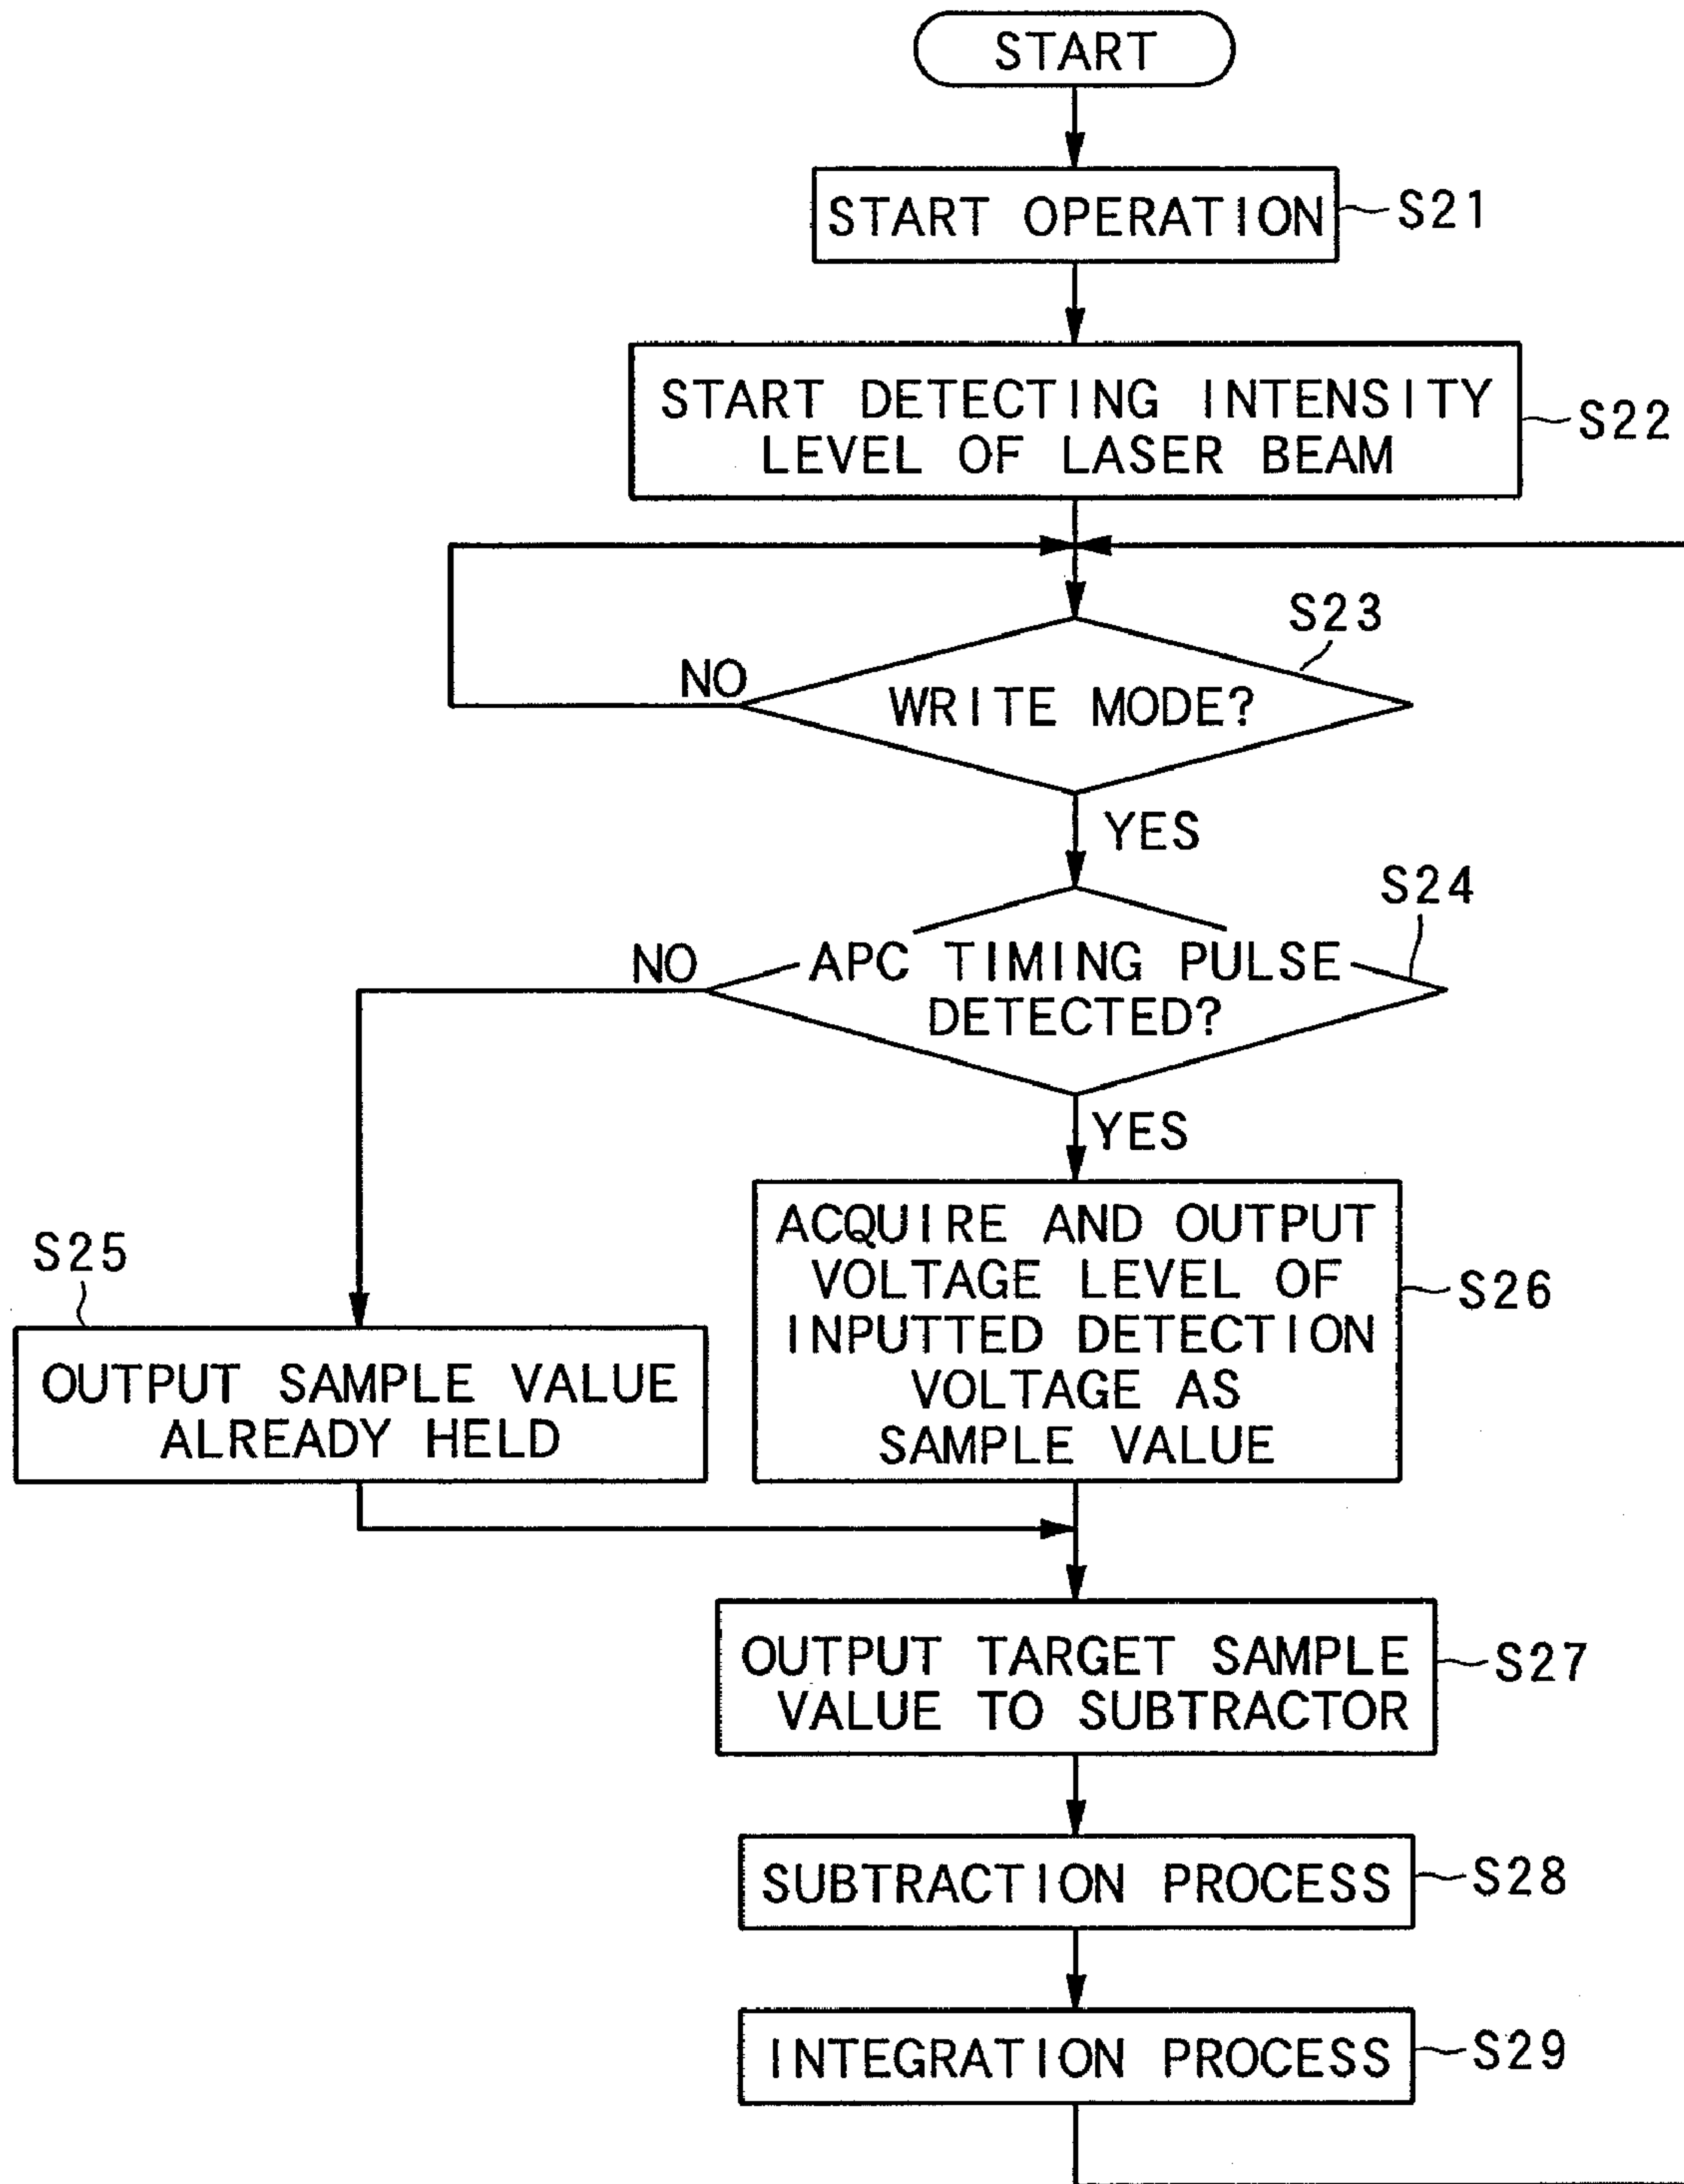 START
START OPERATION
S21
START DETECTING INTENSITY
LEVEL OF LASER BEAM
S22
S23
NO
WRITE MODE?
YES
S24
NO
APC TIMING PULSE
DETECTED?
YES
S25
OUTPUT SAMPLE VALUE
ALREADY HELD
ACQUIRE AND OUTPUT
VOLTAGE LEVEL OF
INPUTTED DETECTION
VOLTAGE AS
SAMPLE VALUE
S26
OUTPUT TARGET SAMPLE
VALUE TO SUBTRACTOR
S27
SUBTRACTION PROCESS
S28
INTEGRATION PROCESS
S29